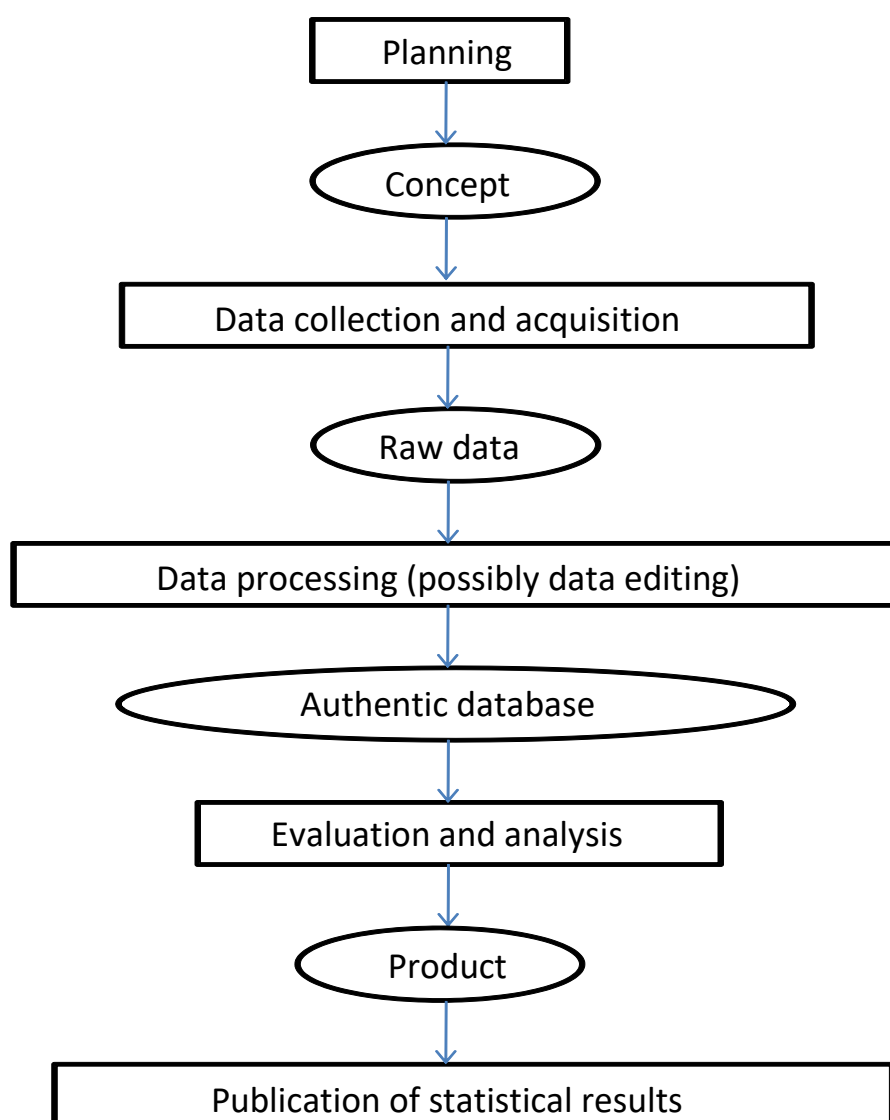 Planning
Concept
Data collection and acquisition
Raw data
Data processing (possibly data editing)
Authentic database
Evaluation and analysis
Product
Publication of statistical results